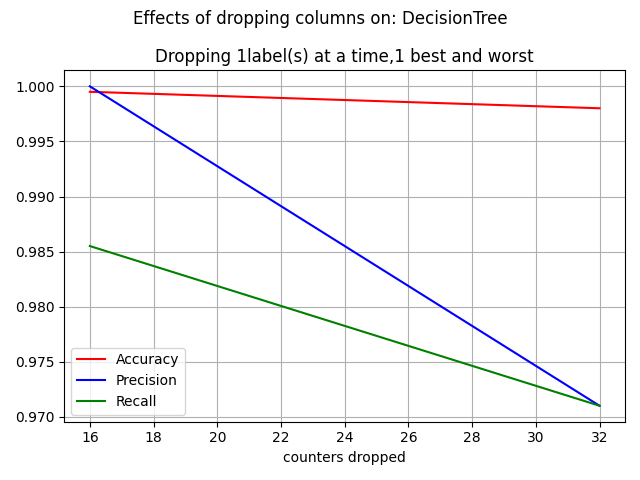 Effects of dropping columns on: DecisionTree
Dropping 1label(s) at a time,1 best and worst
1.000
0.995
0.990
0.985
0.980
0.975
0.970
Accuracy
Precision
Recall
16 18 20 22 24 26 28 30 32
counters dropped